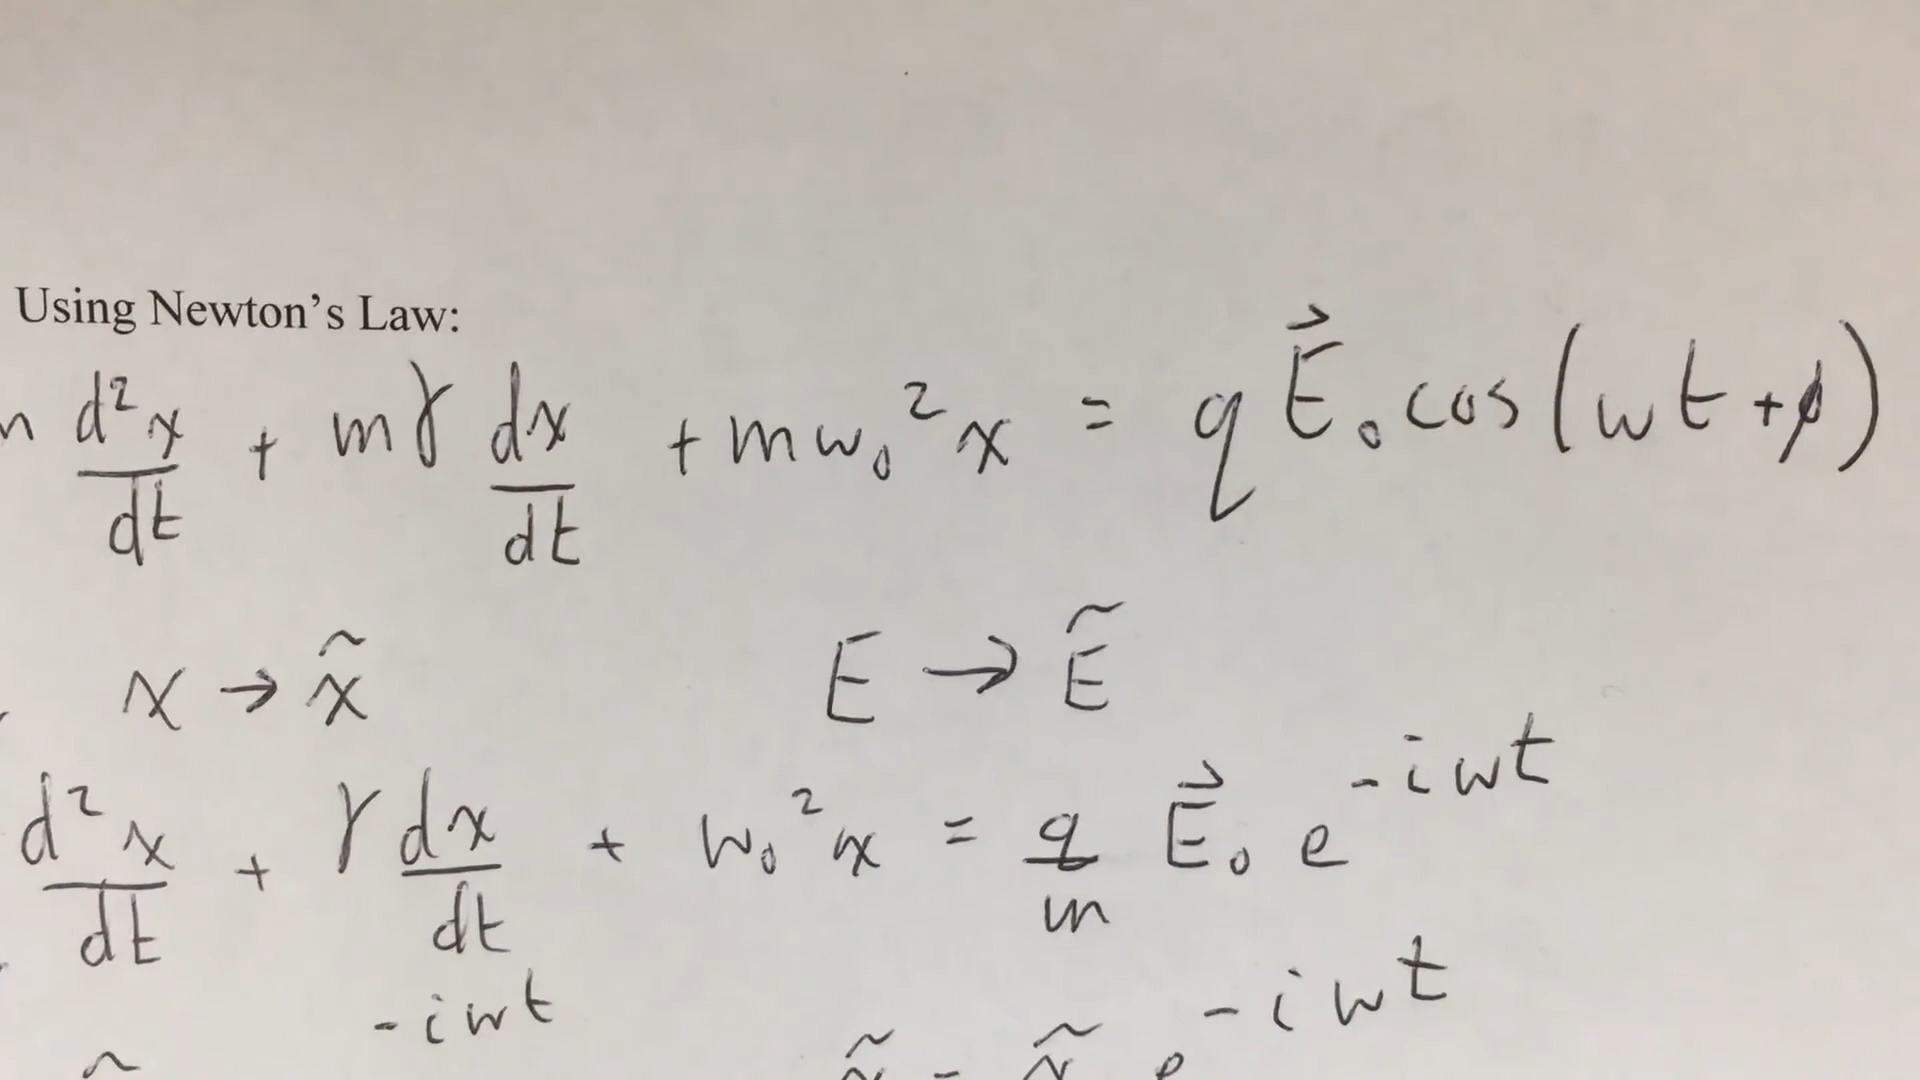 Using Newton's Law:
m d²x/dt + mγ dx/dt + mω₀²x = qE⃗₀cos(ωt+φ)
x → x̃ E → Ẽ
d²x/dt + γ dx/dt + ω₀²x = q/m E⃗₀ e^-iωt
-iωt x̃ = x̃ e^-iωt